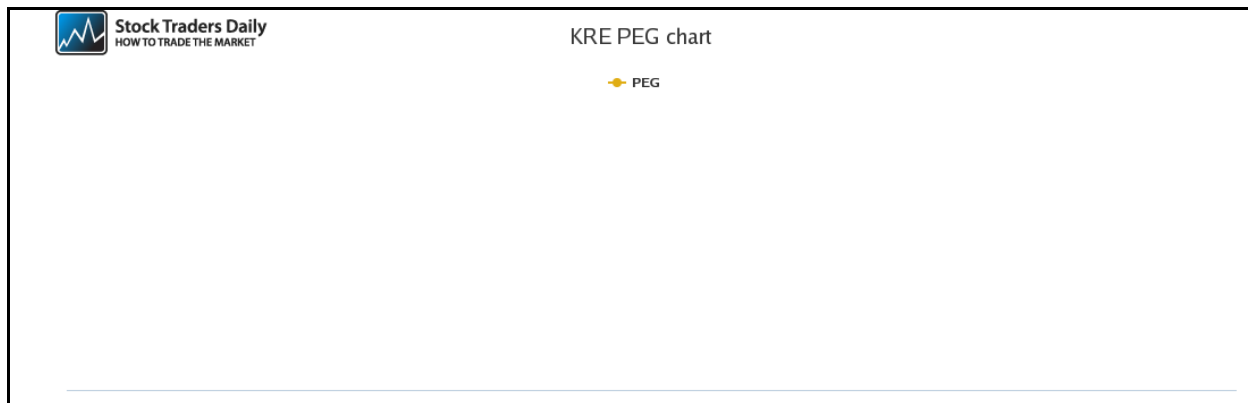 Stock Traders Daily
HOW TO TRADE THE MARKET
KRE PEG chart
PEG